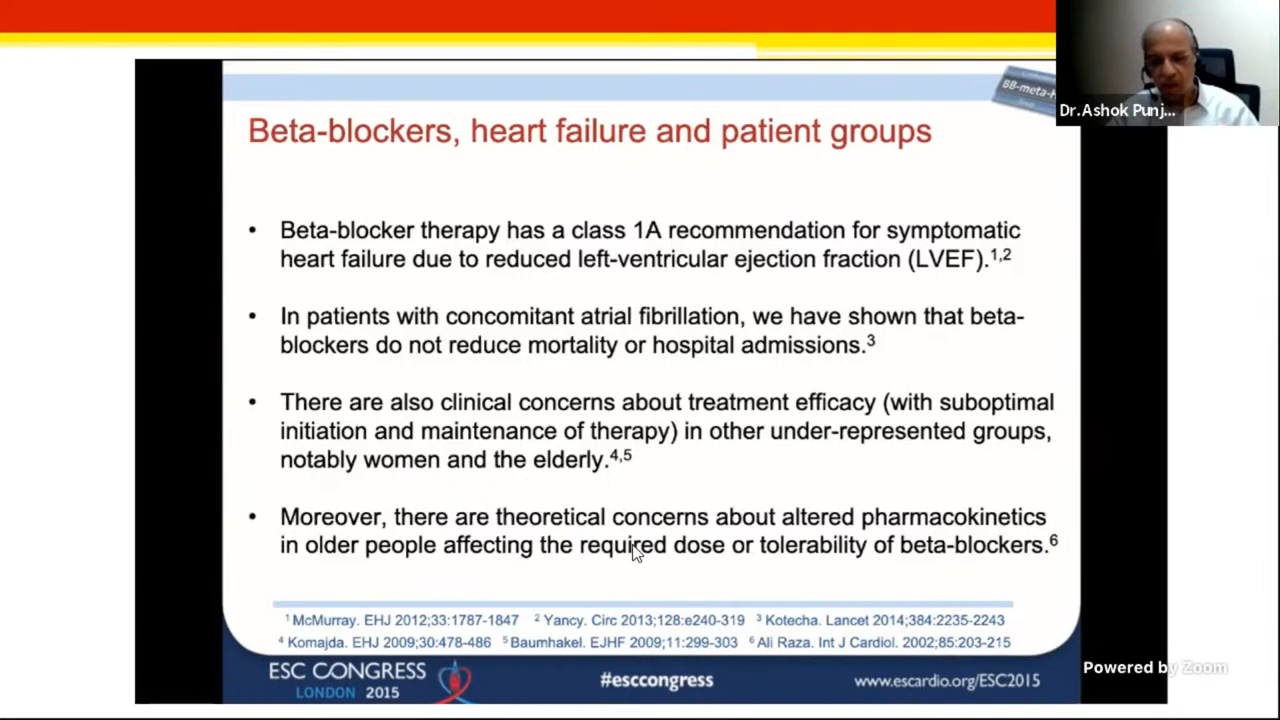 BB-meta-H
Dr.Ashok Punj...
Beta-blockers, heart failure and patient groups
• Beta-blocker therapy has a class 1A recommendation for symptomatic
heart failure due to reduced left-ventricular ejection fraction (LVEF).1,2
• In patients with concomitant atrial fibrillation, we have shown that beta-
blockers do not reduce mortality or hospital admissions.3
• There are also clinical concerns about treatment efficacy (with suboptimal
initiation and maintenance of therapy) in other under-represented groups,
notably women and the elderly.4,5
• Moreover, there are theoretical concerns about altered pharmacokinetics
in older people affecting the required dose or tolerability of beta-blockers.6
1 McMurray. EHJ 2012;33:1787-1847 2 Yancy. Circ 2013;128:e240-319 3 Kotecha. Lancet 2014;384:2235-2243
4 Komajda. EHJ 2009;30:478-486 5 Baumhakel. EJHF 2009;11:299-303 6 Ali Raza. Int J Cardiol. 2002;85:203-215
ESC CONGRESS
LONDON 2015
#esccongress
www.escardio.org/ESC2015
Powered by Zoom